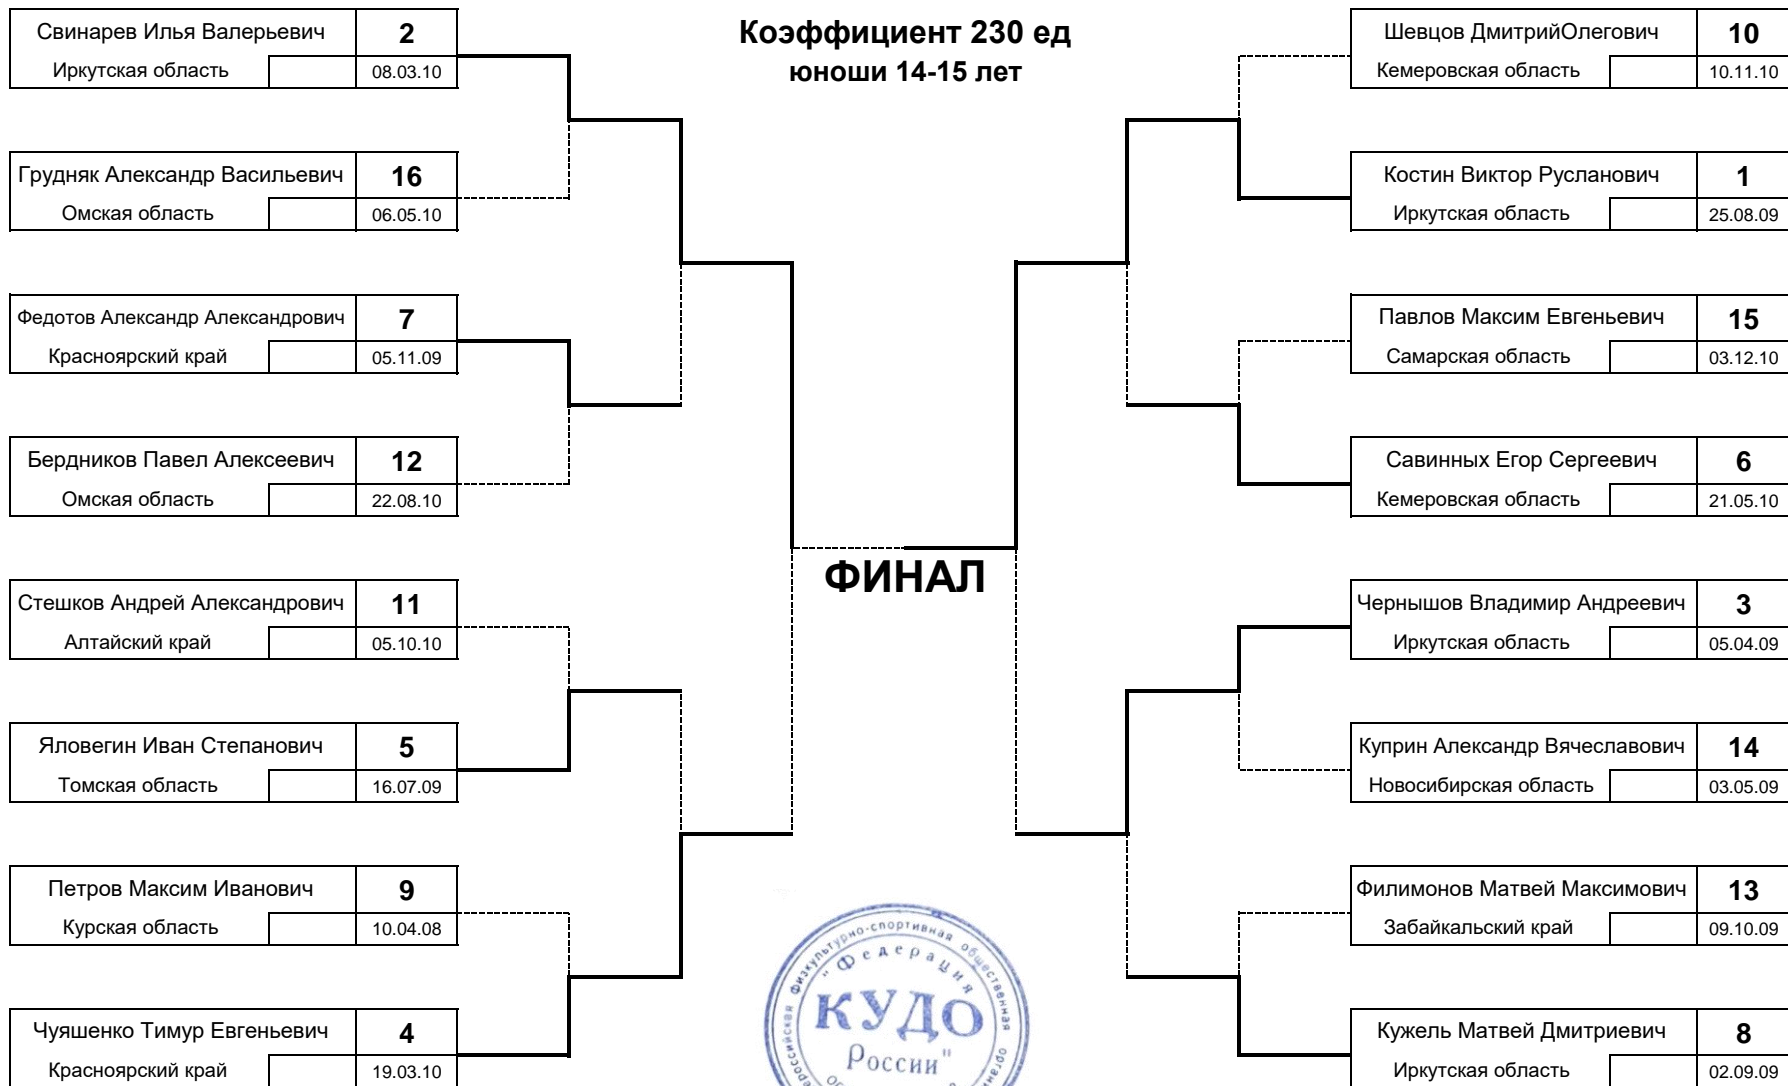 Коэффициент 230 ед
юноши 14-15 лет
Свинарев Илья Валерьевич 2
Иркутская область 08.03.10
Грудняк Александр Васильевич 16
Омская область 06.05.10
Федотов Александр Александрович 7
Красноярский край 05.11.09
Бердников Павел Алексеевич 12
Омская область 22.08.10
Стешков Андрей Александрович 11
Алтайский край 05.10.10
Яловегин Иван Степанович 5
Томская область 16.07.09
Петров Максим Иванович 9
Курская область 10.04.08
Чуяшенко Тимур Евгеньевич 4
Красноярский край 19.03.10
ФИНАЛ
Шевцов ДмитрийОлегович 10
Кемеровская область 10.11.10
Костин Виктор Русланович 1
Иркутская область 25.08.09
Павлов Максим Евгеньевич 15
Самарская область 03.12.10
Савинных Егор Сергеевич 6
Кемеровская область 21.05.10
Чернышов Владимир Андреевич 3
Иркутская область 05.04.09
Куприн Александр Вячеславович 14
Новосибирская область 03.05.09
Филимонов Матвей Максимович 13
Забайкальский край 09.10.09
Кужель Матвей Дмитриевич 8
Иркутская область 02.09.09
физкультурно-спортивная общественная
"Федерация
КУДО
России"